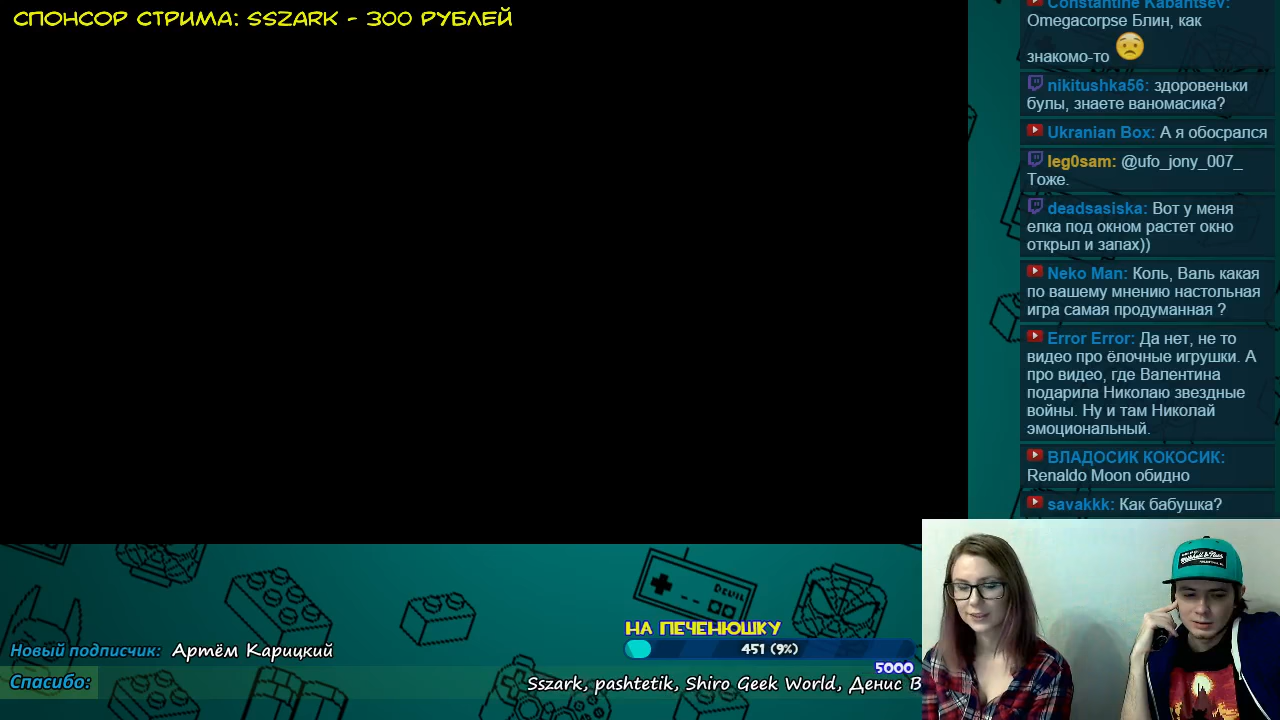 СПОНСОР СТРИМА: SSZARK - 300 РУБЛЕЙ
Constantine Kabantsev:
Omegacorpse Блин, как
знакомо-то
nikitushka56: здоровеньки
булы, знаете ваномасика?
Ukranian Box: А я обосрался
leg0sam: @ufo_jony_007_
Тоже.
deadsasiska: Вот у меня
елка под окном растет окно
открыл и запах))
Neko Man: Коль, Валь какая
по вашему мнению настольная
игра самая продуманная ?
Error Error: Да нет, не то
видео про ёлочные игрушки. А
про видео, где Валентина
подарила Николаю звездные
войны. Ну и там Николай
эмоциональный.
ВЛАДОСИК КОКОСИК:
Renaldo Moon обидно
savakkk: Как бабушка?
Devil
НА ПЕЧЕНЮШКУ
451 (9%)
5000
Новый подписчик: Артём Карицкий
Спасибо:
Sszark, pashtetik, Shiro Geek World, Денис В